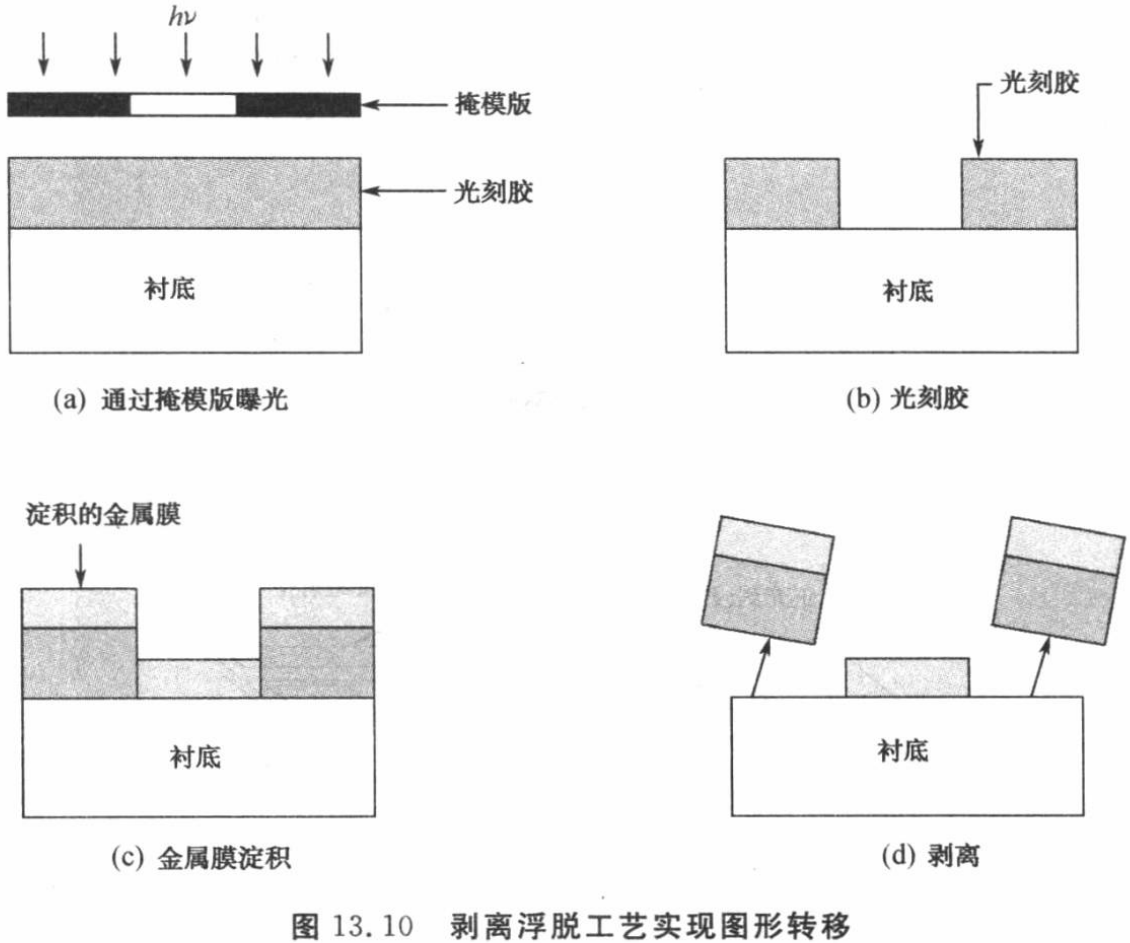 hν
掩模版
光刻胶
衬底
(a) 通过掩模版曝光
光刻胶
衬底
(b) 光刻胶
淀积的金属膜
衬底
(c) 金属膜淀积
衬底
(d) 剥离
图 13.10 剥离浮脱工艺实现图形转移